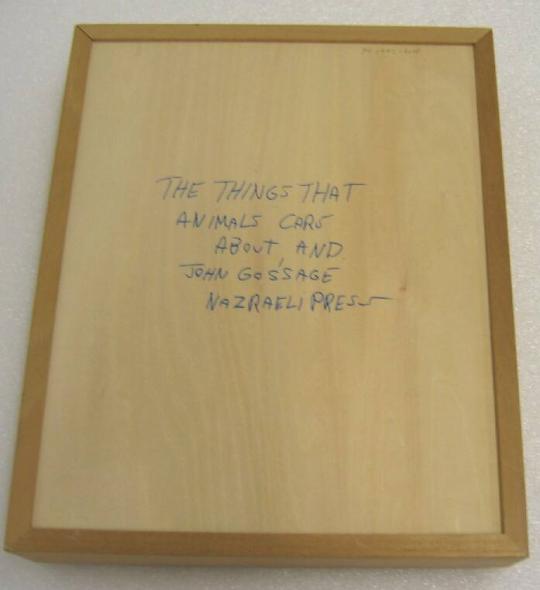 THE THINGS THAT
ANIMALS CARE
ABOUT, AND
JOHN GOSSAGE
NAZRAELI PRESS